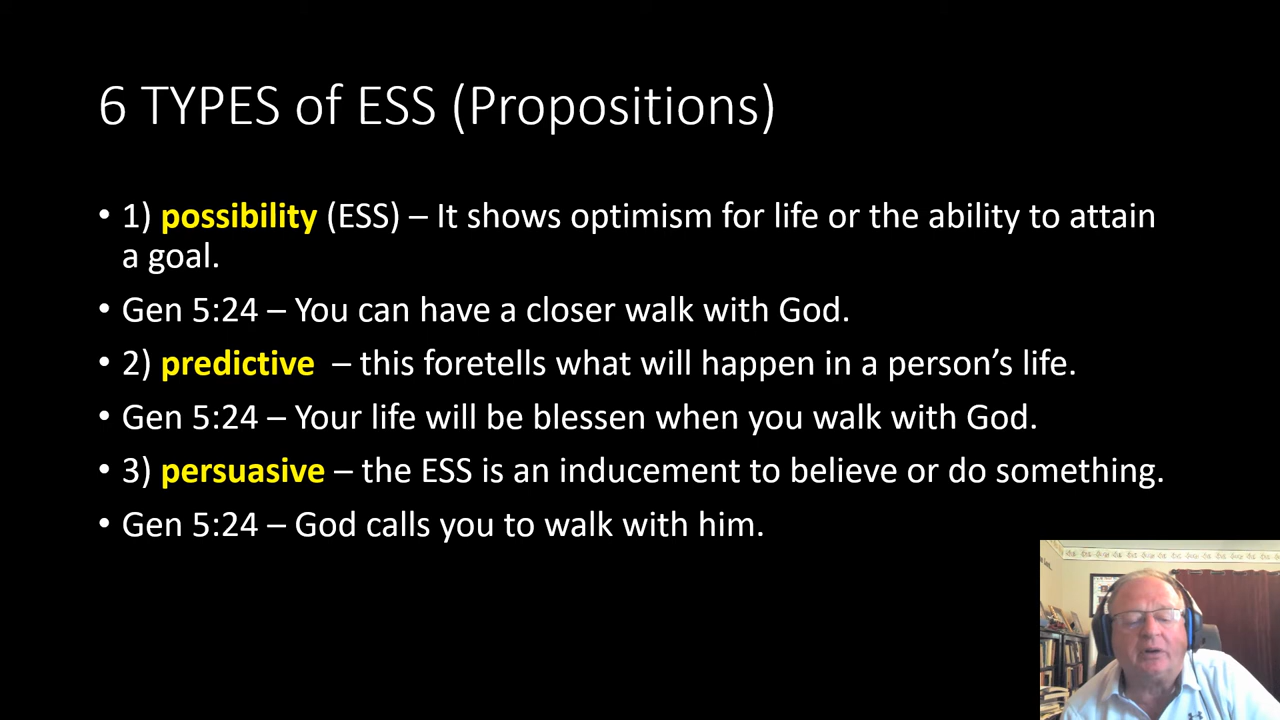 6 TYPES of ESS (Propositions)
• 1) possibility (ESS) – It shows optimism for life or the ability to attain
a goal.
• Gen 5:24 – You can have a closer walk with God.
• 2) predictive – this foretells what will happen in a person’s life.
• Gen 5:24 – Your life will be blessen when you walk with God.
• 3) persuasive – the ESS is an inducement to believe or do something.
• Gen 5:24 – God calls you to walk with him.